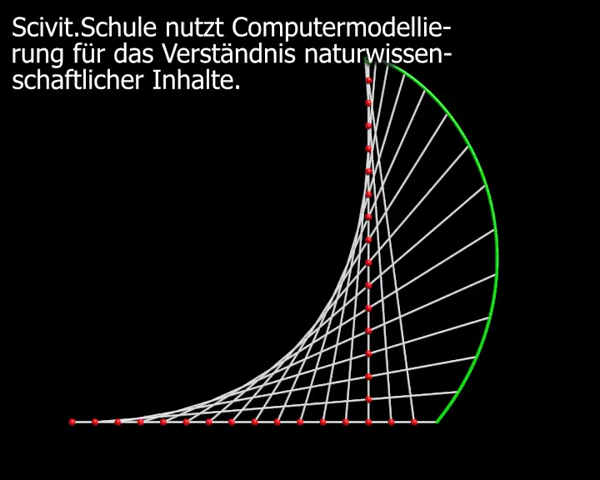 Scivit.Schule nutzt Computermodellie-
rung für das Verständnis naturwissen-
schaftlicher Inhalte.